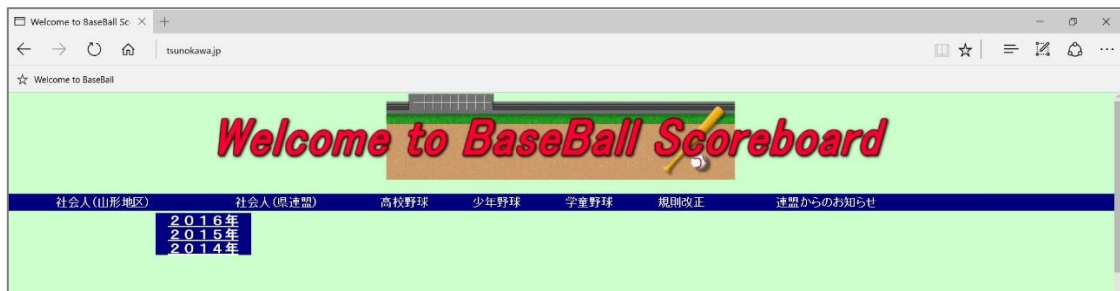 Welcome to BaseBall Sc
tsunokawa.jp
Welcome to BaseBall
Welcome to BaseBall Scoreboard
社会人(山形地区) 社会人(県連盟) 高校野球 少年野球 学童野球 規則改正 連盟からのお知らせ
2016年
2015年
2014年